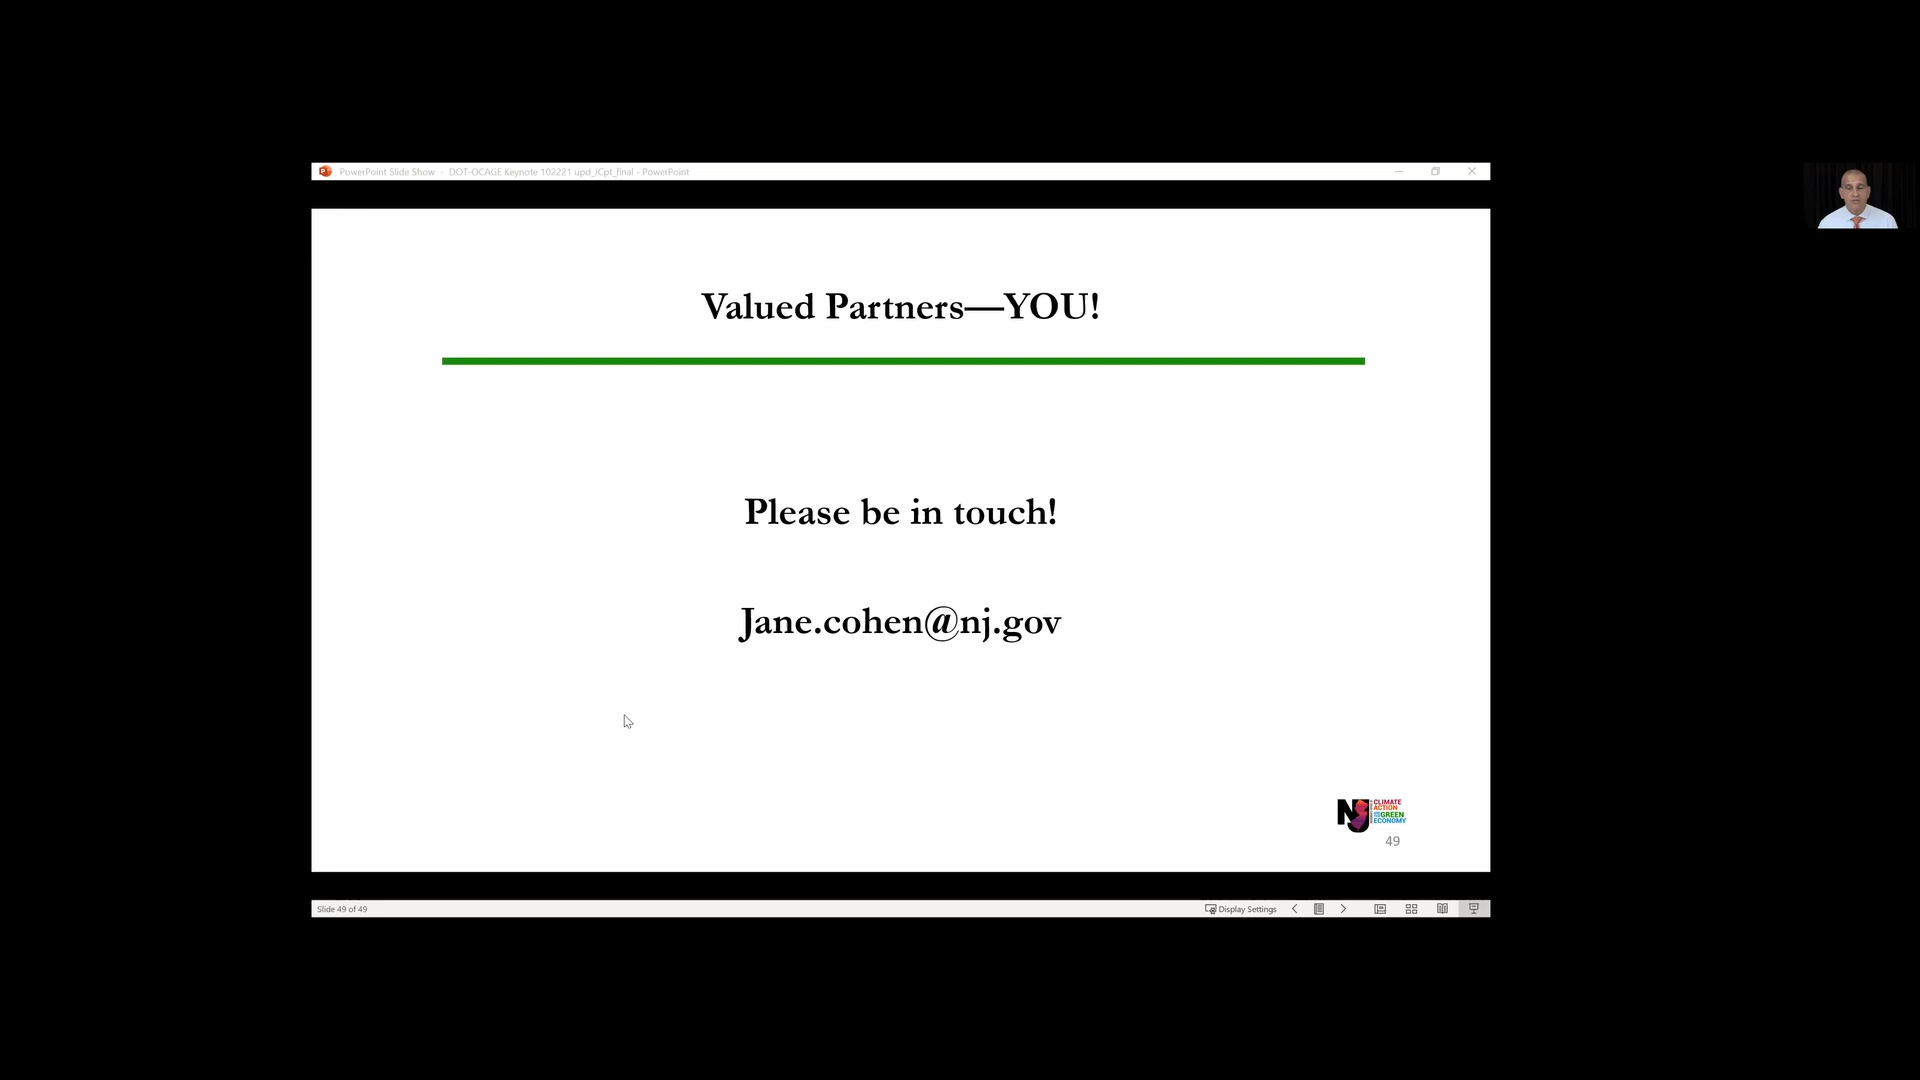 PowerPoint Slide Show - DOT-OCAGE Keynote 102221 upd_JCpt_final - PowerPoint
Valued Partners—YOU!
Please be in touch!
Jane.cohen@nj.gov
NJ
CLIMATE
ACTION
GREEN
ECONOMY
49
Slide 49 of 49
Display Settings